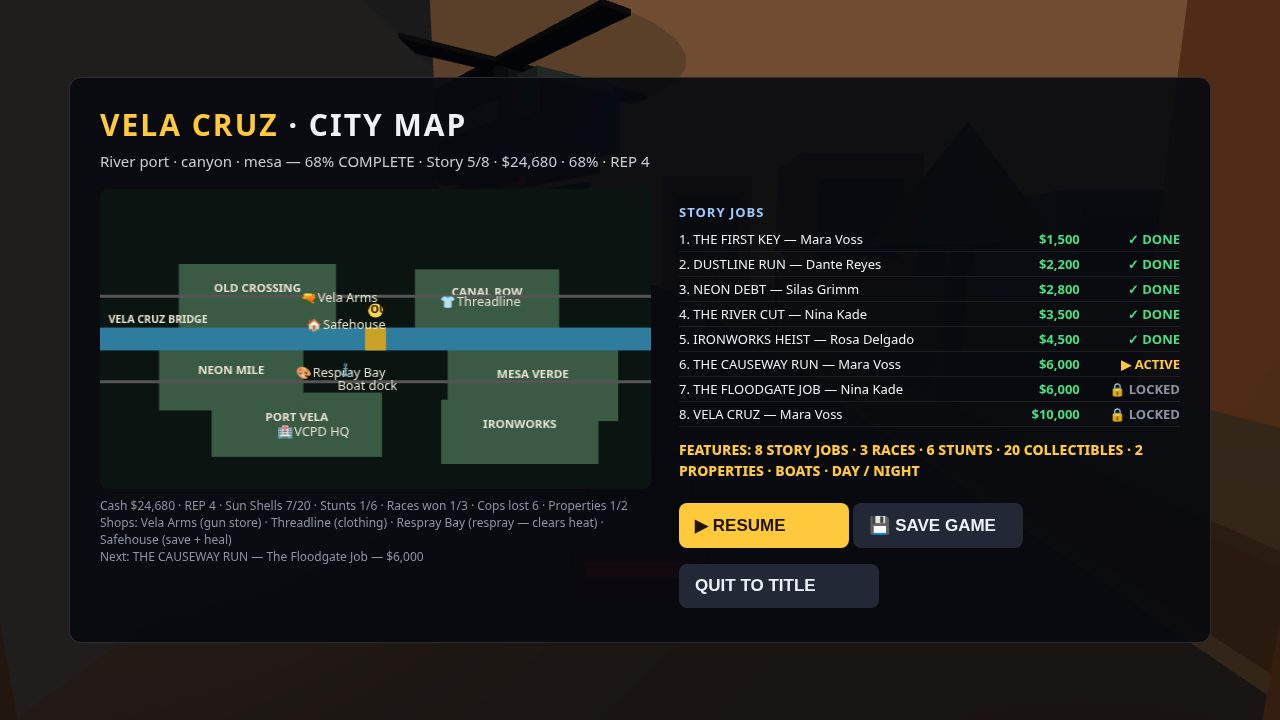 VELA CRUZ · CITY MAP
River port · canyon · mesa — 68% COMPLETE · Story 5/8 · $24,680 · 68% · REP 4
OLD CROSSING
CANAL ROW
🔫 Vela Arms
👕 Threadline
VELA CRUZ BRIDGE
🏠 Safehouse
NEON MILE
🎨 Respray Bay
⚓
Boat dock
MESA VERDE
PORT VELA
🏥 VCPD HQ
IRONWORKS
Cash $24,680 · REP 4 · Sun Shells 7/20 · Stunts 1/6 · Races won 1/3 · Cops lost 6 · Properties 1/2
Shops: Vela Arms (gun store) · Threadline (clothing) · Respray Bay (respray — clears heat) ·
Safehouse (save + heal)
Next: THE CAUSEWAY RUN — The Floodgate Job — $6,000
STORY JOBS
1. THE FIRST KEY — Mara Voss $1,500 ✓ DONE
2. DUSTLINE RUN — Dante Reyes $2,200 ✓ DONE
3. NEON DEBT — Silas Grimm $2,800 ✓ DONE
4. THE RIVER CUT — Nina Kade $3,500 ✓ DONE
5. IRONWORKS HEIST — Rosa Delgado $4,500 ✓ DONE
6. THE CAUSEWAY RUN — Mara Voss $6,000 ▶ ACTIVE
7. THE FLOODGATE JOB — Nina Kade $6,000 🔒 LOCKED
8. VELA CRUZ — Mara Voss $10,000 🔒 LOCKED
FEATURES: 8 STORY JOBS · 3 RACES · 6 STUNTS · 20 COLLECTIBLES · 2
PROPERTIES · BOATS · DAY / NIGHT
▶ RESUME
💾 SAVE GAME
QUIT TO TITLE